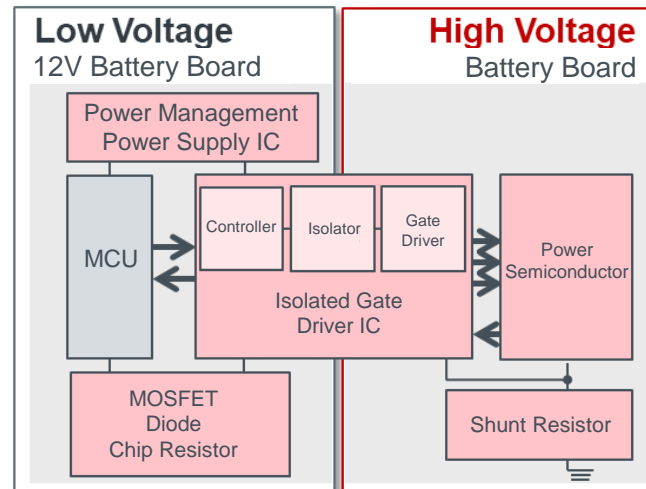 Low Voltage
12V Battery Board
High Voltage
Battery Board
Power Management
Power Supply IC
MCU
Controller
Isolator
Gate
Driver
Isolated Gate
Driver IC
Power
Semiconductor
MOSFET
Diode
Chip Resistor
Shunt Resistor